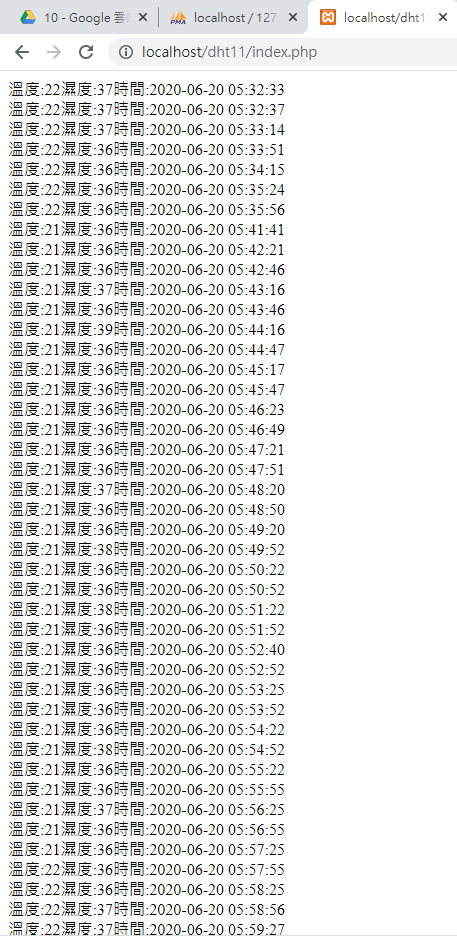 10 - Google 雲
localhost / 127
localhost/dht11
localhost/dht11/index.php
溫度:22濕度:37時間:2020-06-20 05:32:33
溫度:22濕度:37時間:2020-06-20 05:32:37
溫度:22濕度:37時間:2020-06-20 05:33:14
溫度:22濕度:36時間:2020-06-20 05:33:51
溫度:22濕度:36時間:2020-06-20 05:34:15
溫度:22濕度:36時間:2020-06-20 05:35:24
溫度:22濕度:36時間:2020-06-20 05:35:56
溫度:21濕度:36時間:2020-06-20 05:41:41
溫度:21濕度:36時間:2020-06-20 05:42:21
溫度:21濕度:36時間:2020-06-20 05:42:46
溫度:21濕度:37時間:2020-06-20 05:43:16
溫度:21濕度:36時間:2020-06-20 05:43:46
溫度:21濕度:39時間:2020-06-20 05:44:16
溫度:21濕度:36時間:2020-06-20 05:44:47
溫度:21濕度:36時間:2020-06-20 05:45:17
溫度:21濕度:36時間:2020-06-20 05:45:47
溫度:21濕度:36時間:2020-06-20 05:46:23
溫度:21濕度:36時間:2020-06-20 05:46:49
溫度:21濕度:36時間:2020-06-20 05:47:21
溫度:21濕度:36時間:2020-06-20 05:47:51
溫度:21濕度:37時間:2020-06-20 05:48:20
溫度:21濕度:36時間:2020-06-20 05:48:50
溫度:21濕度:36時間:2020-06-20 05:49:20
溫度:21濕度:38時間:2020-06-20 05:49:52
溫度:21濕度:36時間:2020-06-20 05:50:22
溫度:21濕度:36時間:2020-06-20 05:50:52
溫度:21濕度:38時間:2020-06-20 05:51:22
溫度:21濕度:36時間:2020-06-20 05:51:52
溫度:21濕度:36時間:2020-06-20 05:52:40
溫度:21濕度:36時間:2020-06-20 05:52:52
溫度:21濕度:36時間:2020-06-20 05:53:25
溫度:21濕度:36時間:2020-06-20 05:53:52
溫度:21濕度:36時間:2020-06-20 05:54:22
溫度:21濕度:38時間:2020-06-20 05:54:52
溫度:21濕度:36時間:2020-06-20 05:55:22
溫度:21濕度:36時間:2020-06-20 05:55:55
溫度:21濕度:37時間:2020-06-20 05:56:25
溫度:21濕度:36時間:2020-06-20 05:56:55
溫度:21濕度:36時間:2020-06-20 05:57:25
溫度:22濕度:36時間:2020-06-20 05:57:55
溫度:22濕度:36時間:2020-06-20 05:58:25
溫度:22濕度:37時間:2020-06-20 05:58:56
溫度:22濕度:37時間:2020-06-20 05:59:27